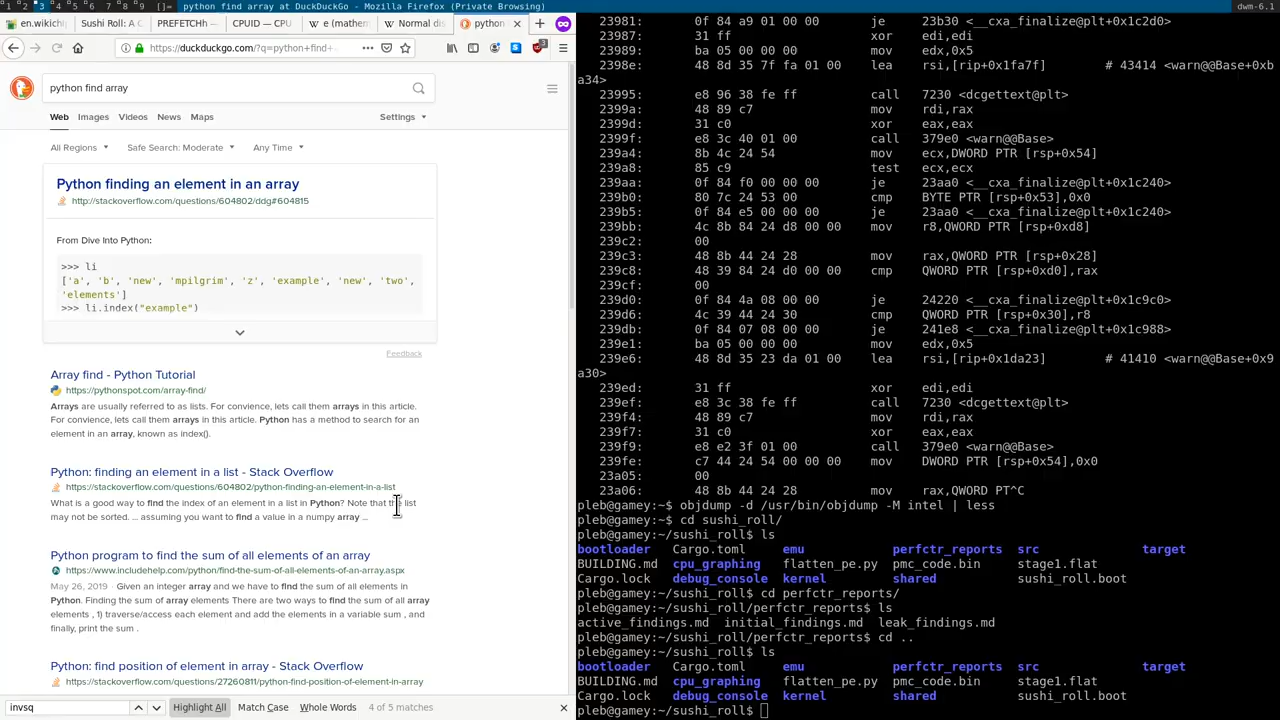 1 2 3 4 5 6 7 8 9 []= python find array at DuckDuckGo - Mozilla Firefox (Private Browsing) dwm-6.1
en.wikich Sushi Roll: A C PREFETCHh — CPUID — CPU e (mathem Normal dis python
https://duckduckgo.com/?q=python+find+
python find array
Web Images Videos News Maps Settings
All Regions Safe Search: Moderate Any Time
Python finding an element in an array
http://stackoverflow.com/questions/604802/ddg#604815
From Dive Into Python:
>>> li
['a', 'b', 'new', 'mpilgrim', 'z', 'example', 'new', 'two',
'elements']
>>> li.index("example")
Feedback
Array find - Python Tutorial
https://pythonspot.com/array-find/
Arrays are usually referred to as lists. For convience, lets call them arrays in this article.
For convience, lets call them arrays in this article. Python has a method to search for an
element in an array, known as index().
Python: finding an element in a list - Stack Overflow
https://stackoverflow.com/questions/604802/python-finding-an-element-in-a-list
What is a good way to find the index of an element in a list in Python? Note that the list
may not be sorted. ... assuming you want to find a value in a numpy array ...
Python program to find the sum of all elements of an array
https://www.includehelp.com/python/find-the-sum-of-all-elements-of-an-array.aspx
May 26, 2019 · Given an integer array and we have to find the sum of all elements in
Python. Finding the sum of array elements There are two ways to find the sum of all array
elements , 1) traverse/access each element and add the elements in a variable sum , and
finally, print the sum .
Python: find position of element in array - Stack Overflow
https://stackoverflow.com/questions/27260811/python-find-position-of-element-in-array
invsq Highlight All Match Case Whole Words 4 of 5 matches
23981: 0f 84 a9 01 00 00 je 23b30 <__cxa_finalize@plt+0x1c2d0>
23987: 31 ff xor edi,edi
23989: ba 05 00 00 00 mov edx,0x5
2398e: 48 8d 35 7f fa 01 00 lea rsi,[rip+0x1fa7f] # 43414 <warn@@Base+0xb
a34>
23995: e8 96 38 fe ff call 7230 <dcgettext@plt>
2399a: 48 89 c7 mov rdi,rax
2399d: 31 c0 xor eax,eax
2399f: e8 3c 40 01 00 call 379e0 <warn@@Base>
239a4: 8b 4c 24 54 mov ecx,DWORD PTR [rsp+0x54]
239a8: 85 c9 test ecx,ecx
239aa: 0f 84 f0 00 00 00 je 23aa0 <__cxa_finalize@plt+0x1c240>
239b0: 80 7c 24 53 00 cmp BYTE PTR [rsp+0x53],0x0
239b5: 0f 84 e5 00 00 00 je 23aa0 <__cxa_finalize@plt+0x1c240>
239bb: 4c 8b 84 24 d8 00 00 mov r8,QWORD PTR [rsp+0xd8]
239c2: 00
239c3: 48 8b 44 24 28 mov rax,QWORD PTR [rsp+0x28]
239c8: 48 39 84 24 d0 00 00 cmp QWORD PTR [rsp+0xd0],rax
239cf: 00
239d0: 0f 84 4a 08 00 00 je 24220 <__cxa_finalize@plt+0x1c9c0>
239d6: 4c 39 44 24 30 cmp QWORD PTR [rsp+0x30],r8
239db: 0f 84 07 08 00 00 je 241e8 <__cxa_finalize@plt+0x1c988>
239e1: ba 05 00 00 00 mov edx,0x5
239e6: 48 8d 35 23 da 01 00 lea rsi,[rip+0x1da23] # 41410 <warn@@Base+0x9
a30>
239ed: 31 ff xor edi,edi
239ef: e8 3c 38 fe ff call 7230 <dcgettext@plt>
239f4: 48 89 c7 mov rdi,rax
239f7: 31 c0 xor eax,eax
239f9: e8 e2 3f 01 00 call 379e0 <warn@@Base>
239fe: c7 44 24 54 00 00 00 mov DWORD PTR [rsp+0x54],0x0
23a05: 00
23a06: 48 8b 44 24 28 mov rax,QWORD PT^C
pleb@gamey:~$ objdump -d /usr/bin/objdump -M intel | less
pleb@gamey:~$ cd sushi_roll/
pleb@gamey:~/sushi_roll$ ls
bootloader Cargo.toml emu perfctr_reports src target
BUILDING.md cpu_graphing flatten_pe.py pmc_code.bin stage1.flat
Cargo.lock debug_console kernel shared sushi_roll.boot
pleb@gamey:~/sushi_roll$ cd perfctr_reports/
pleb@gamey:~/sushi_roll/perfctr_reports$ ls
active_findings.md initial_findings.md leak_findings.md
pleb@gamey:~/sushi_roll/perfctr_reports$ cd ..
pleb@gamey:~/sushi_roll$ ls
bootloader Cargo.toml emu perfctr_reports src target
BUILDING.md cpu_graphing flatten_pe.py pmc_code.bin stage1.flat
Cargo.lock debug_console kernel shared sushi_roll.boot
pleb@gamey:~/sushi_roll$